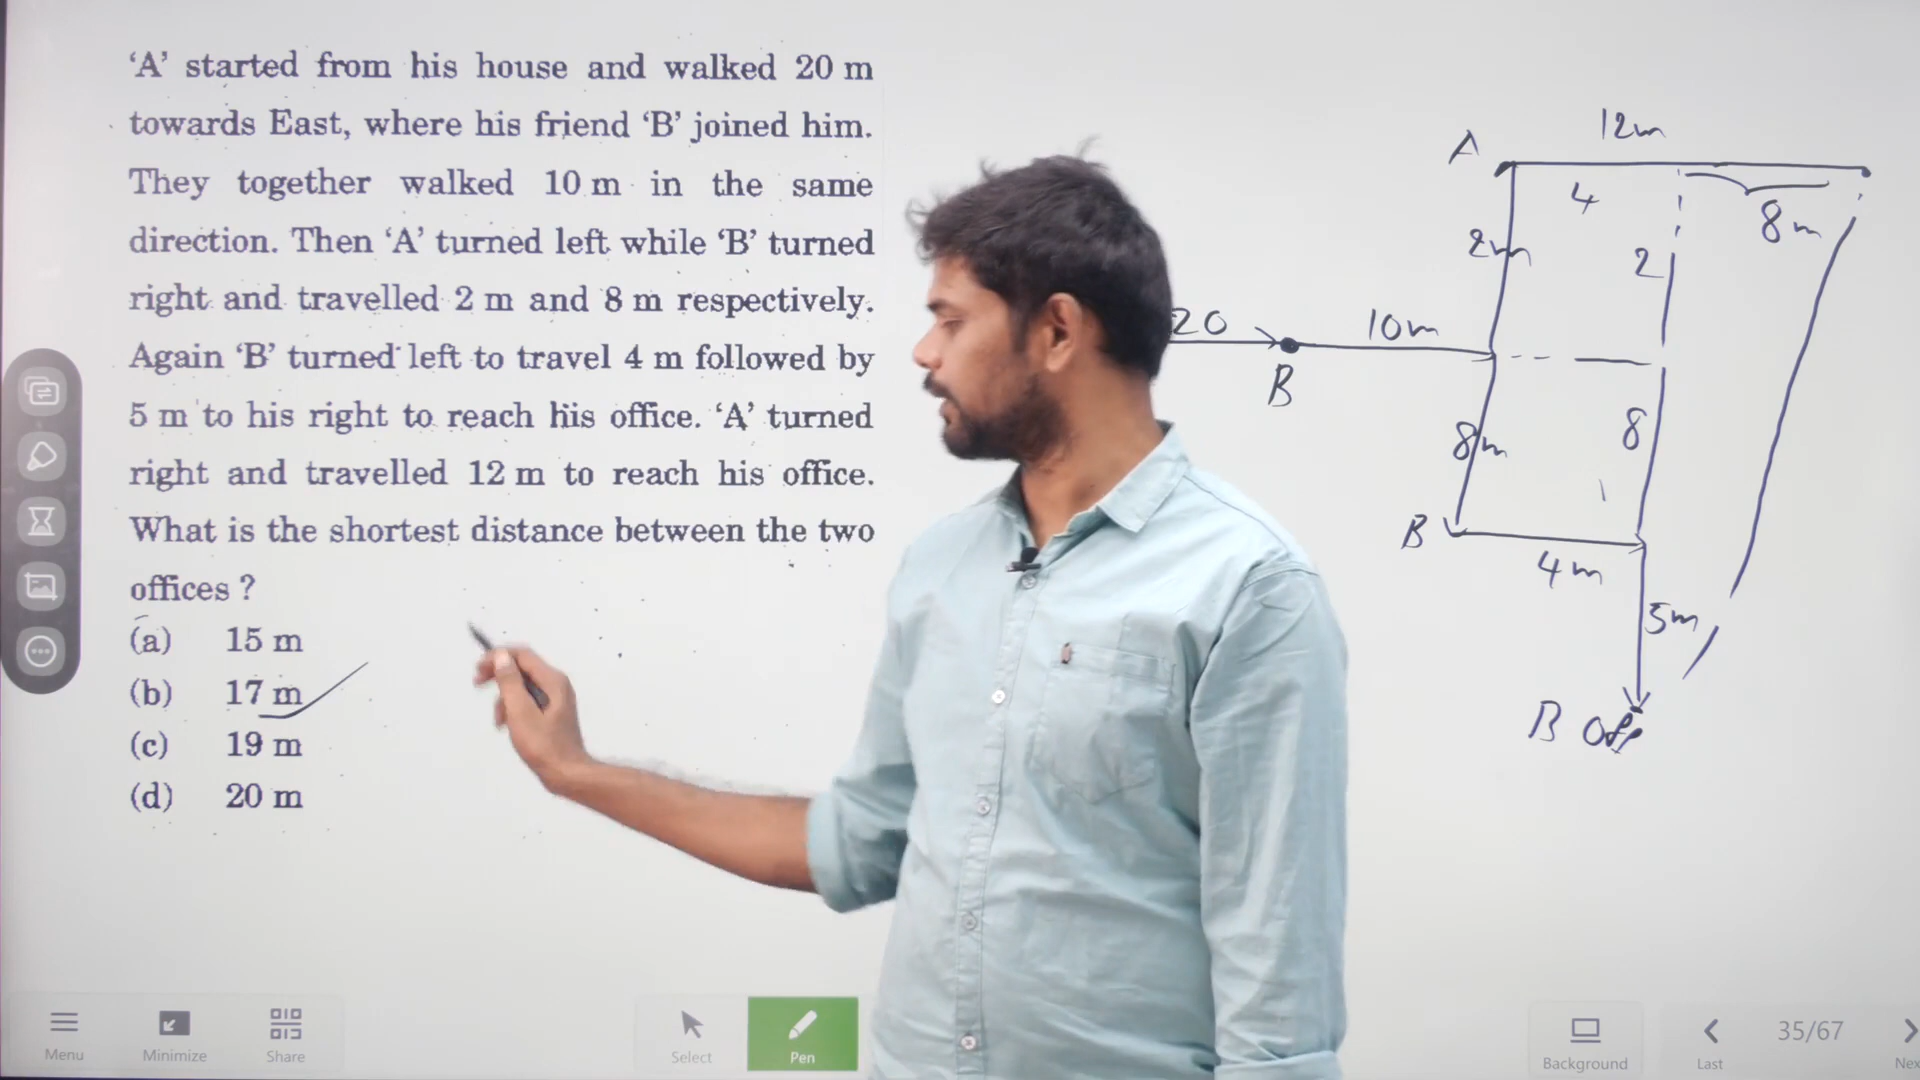 ‘A’ started from his house and walked 20 m
towards East, where his friend ‘B’ joined him.
They together walked 10 m in the same
direction. Then ‘A’ turned left while ‘B’ turned
right and travelled 2 m and 8 m respectively.
Again ‘B’ turned left to travel 4 m followed by
5 m to his right to reach his office. ‘A’ turned
right and travelled 12 m to reach his office.
What is the shortest distance between the two
offices ?
(a) 15 m
(b) 17 m
(c) 19 m
(d) 20 m
12m
A
4
8m
2m
2
20
10m
B
8m
8
B
4m
5m
B Off
Menu
Minimize
Share
Select
Pen
Background
Last
35/67
Nex